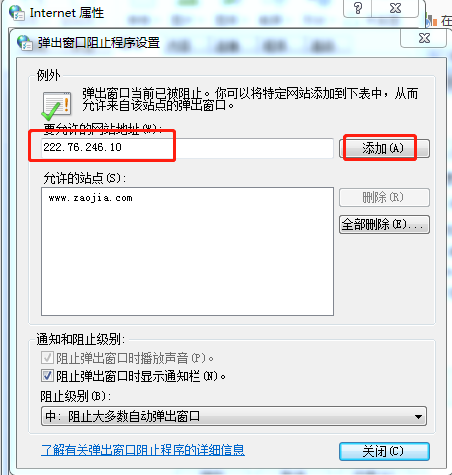 Internet 属性
在
弹出窗口阻止程序设置
例外
弹出窗口当前已被阻止。你可以将特定网站添加到下表中，从而
允许来自该站点的弹出窗口。
要允许的网站地址(W):
222.76.246.10
添加(A)
允许的站点(S):
www.zaojia.com
删除(R)
全部删除(E)...
通知和阻止级别:
阻止弹出窗口时播放声音(P)。
阻止弹出窗口时显示通知栏(N)。
阻止级别(B):
中: 阻止大多数自动弹出窗口
了解有关弹出窗口阻止程序的详细信息
关闭(C)